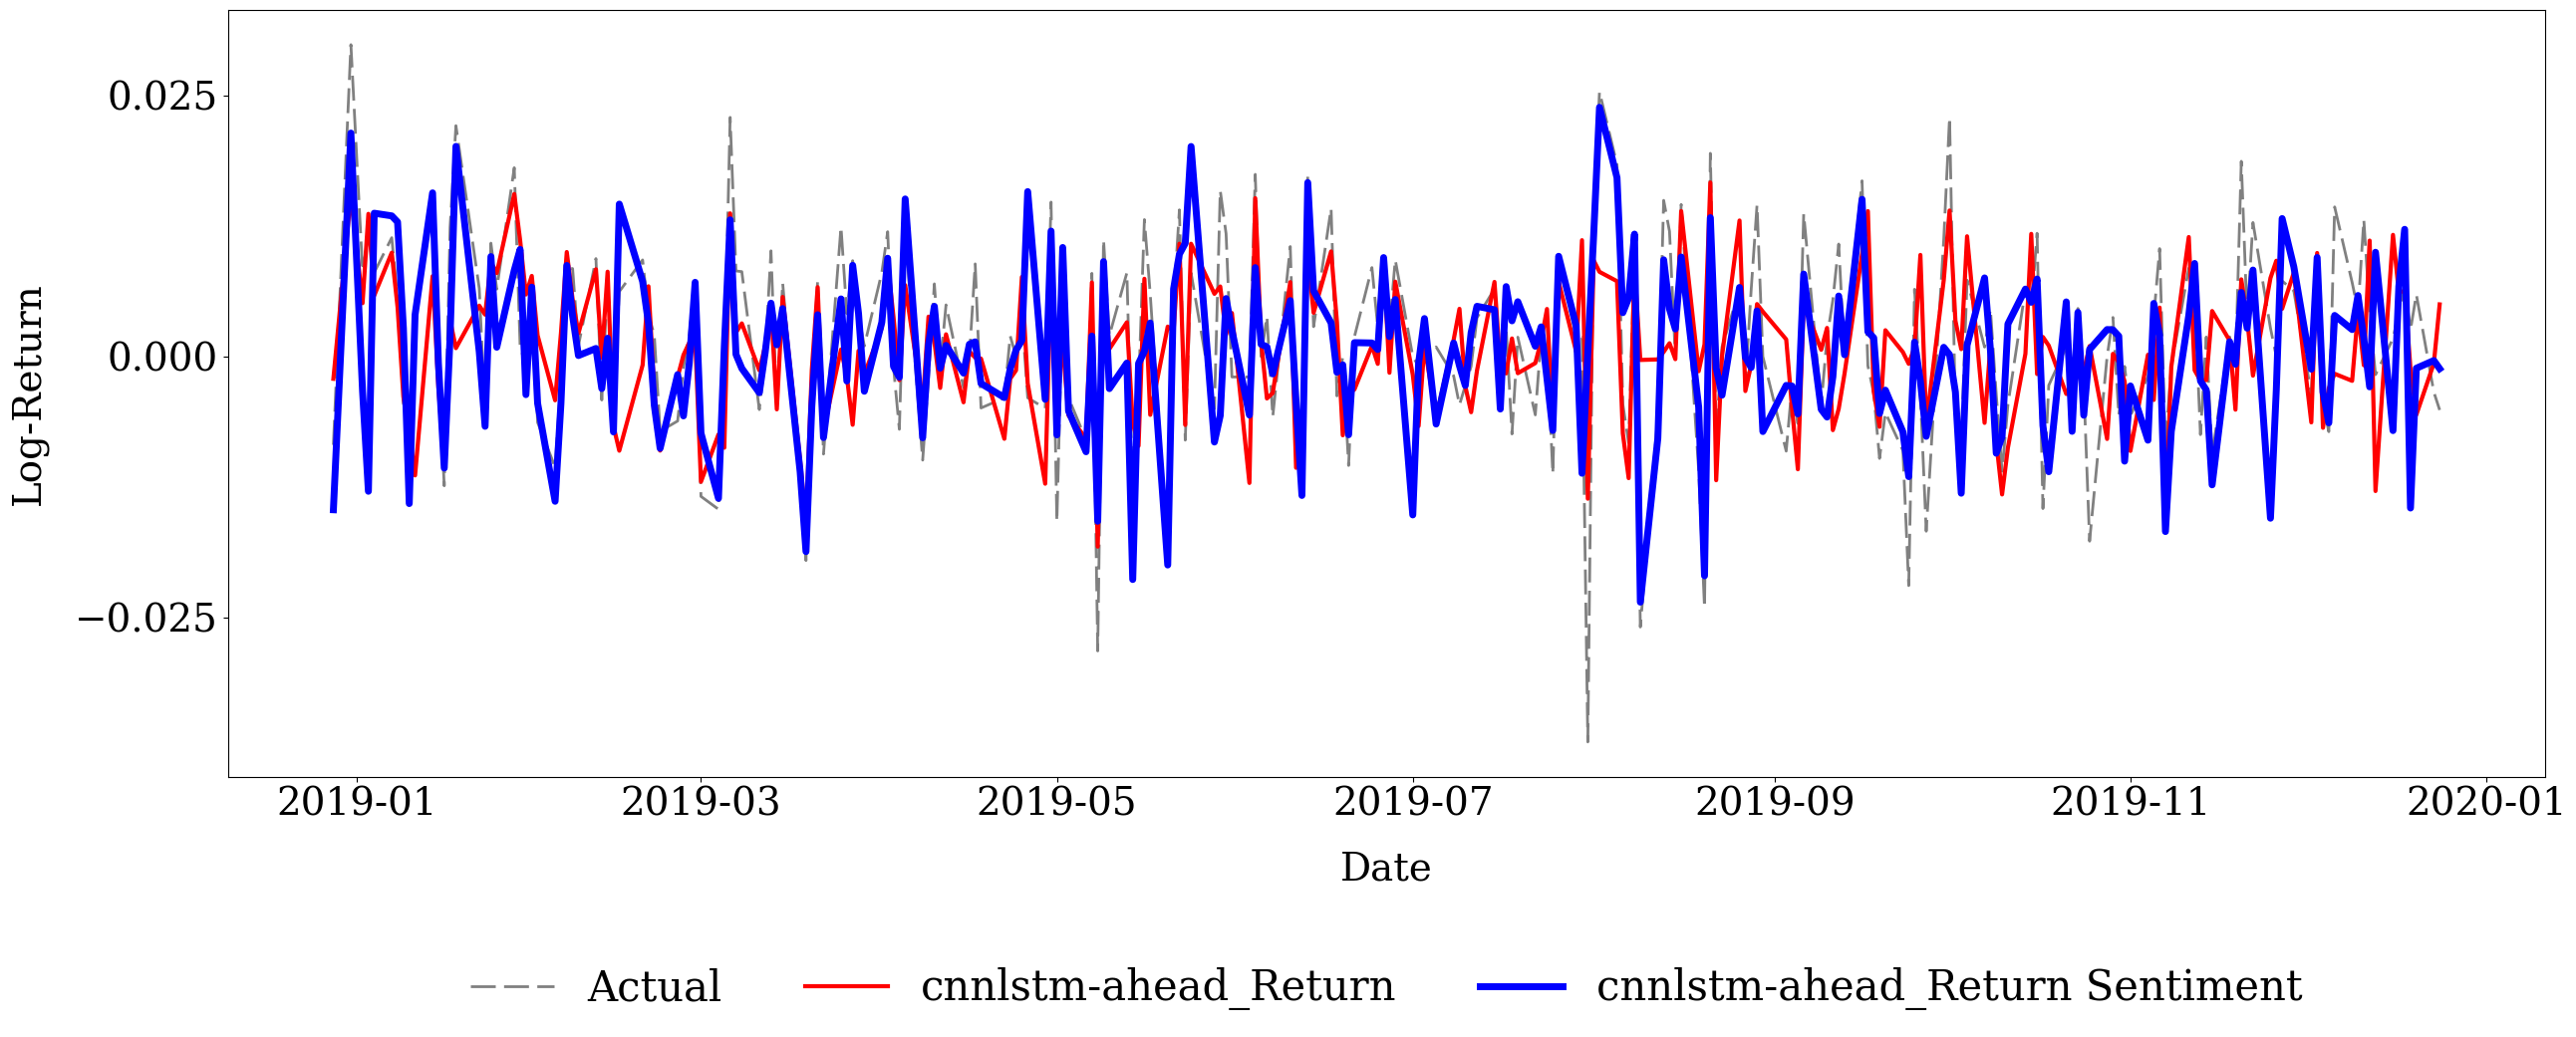 Log-Return
0.025
0.000
−0.025
2019-01 2019-03 2019-05 2019-07 2019-09 2019-11 2020-01
Date
Actual cnnlstm-ahead_Return cnnlstm-ahead_Return Sentiment